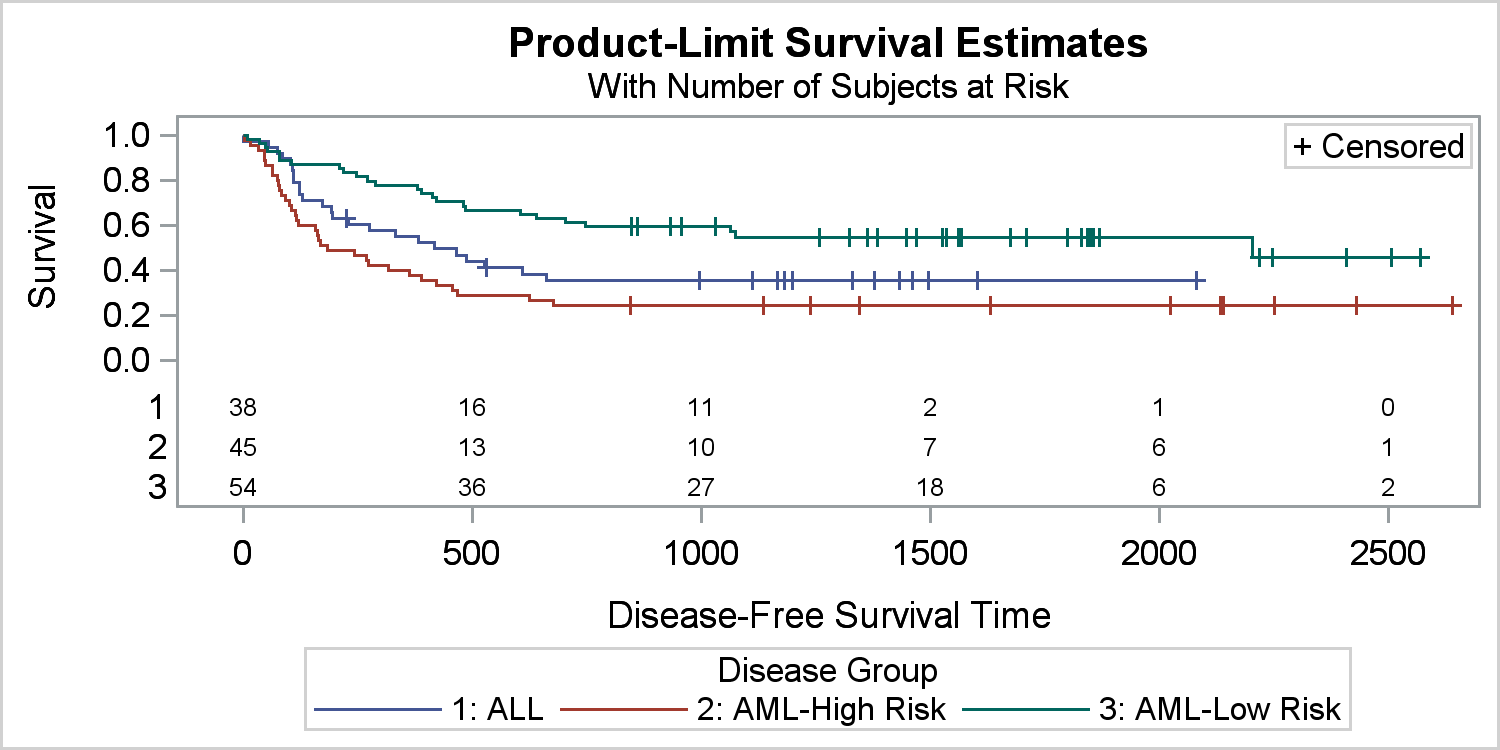 Product-Limit Survival Estimates
With Number of Subjects at Risk
+ Censored
Survival
1.0
0.8
0.6
0.4
0.2
0.0
1 38 16 11 2 1 0
2 45 13 10 7 6 1
3 54 36 27 18 6 2
0 500 1000 1500 2000 2500
Disease-Free Survival Time
Disease Group
1: ALL 2: AML-High Risk 3: AML-Low Risk